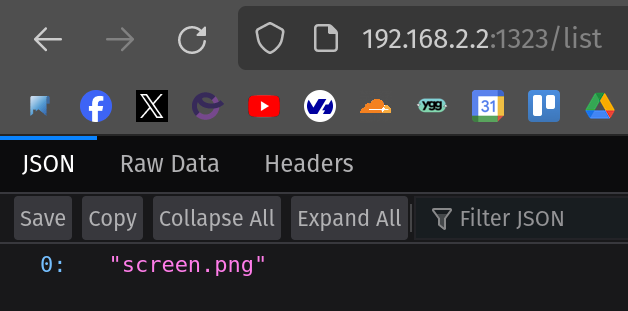 192.168.2.2:1323/list
ygg 31
JSON Raw Data Headers
Save Copy Collapse All Expand All Filter JSON
0: "screen.png"